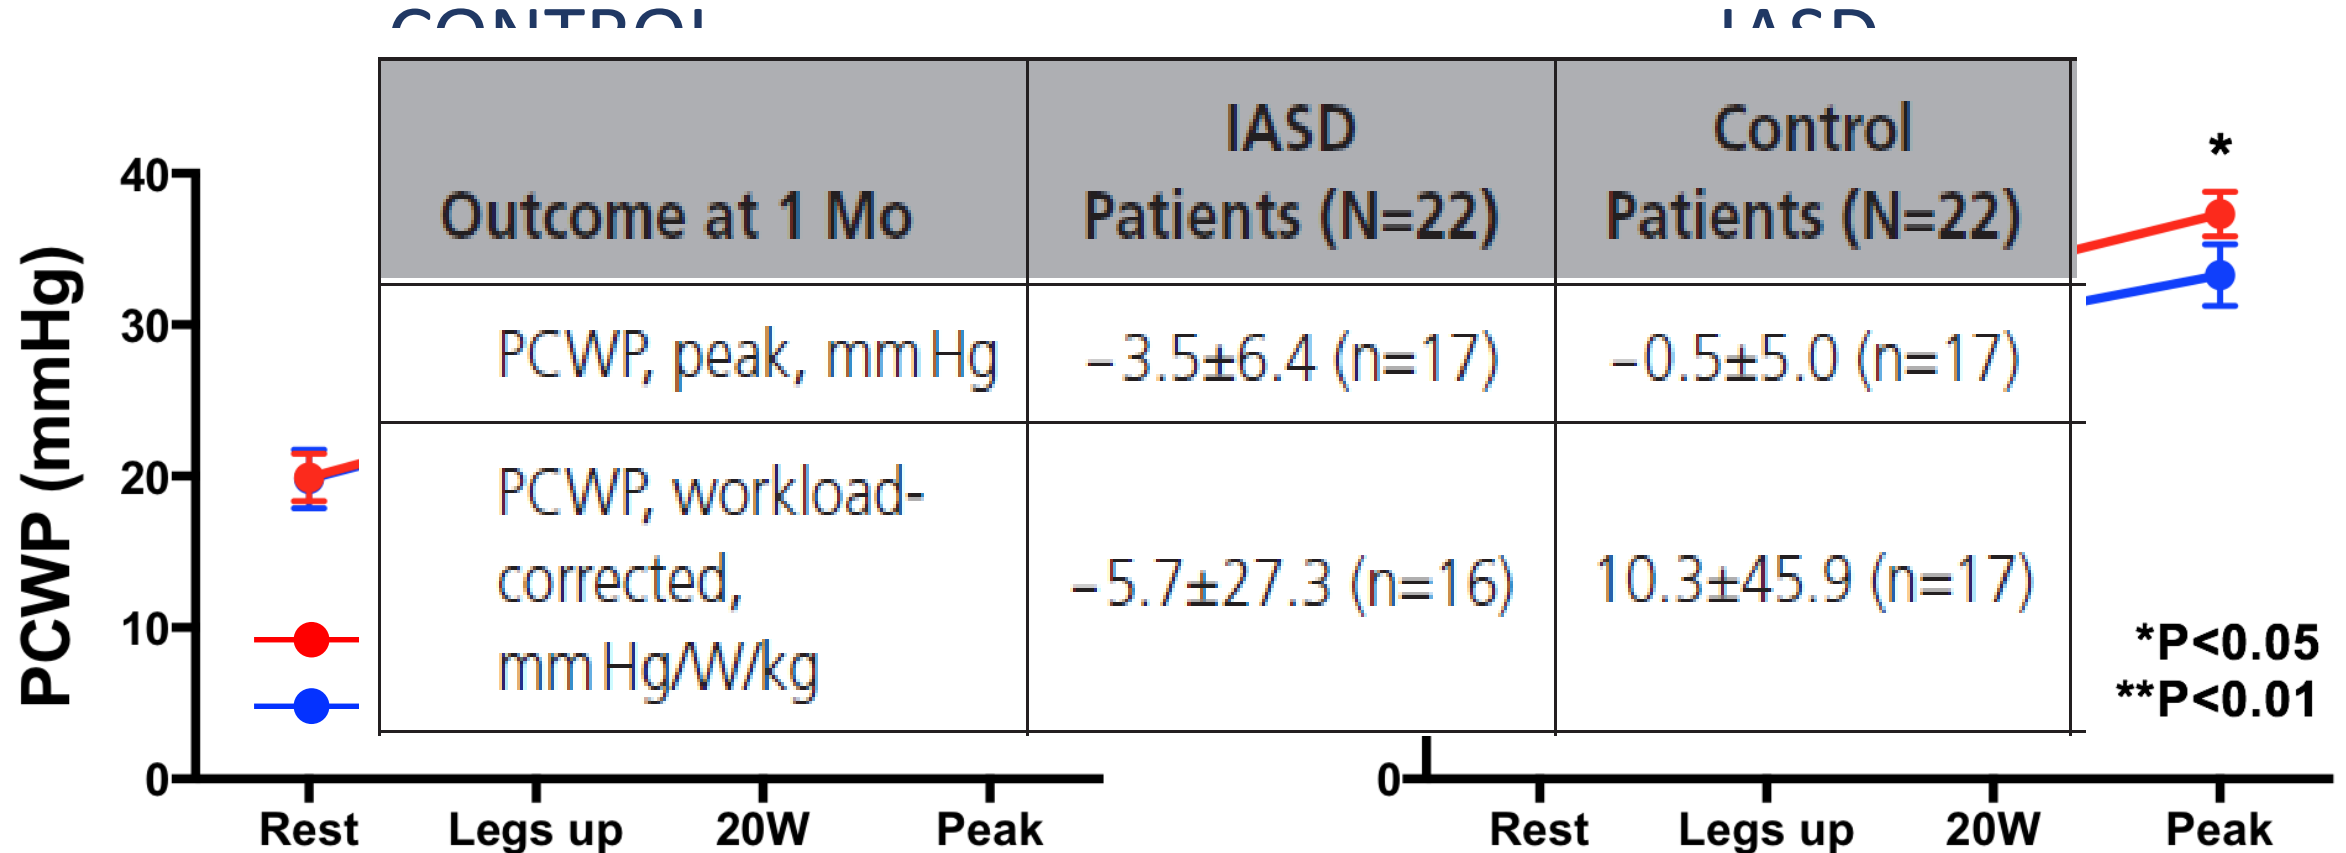 CONTROL
IASD
Outcome at 1 Mo
IASD
Patients (N=22)
Control
Patients (N=22)
PCWP, peak, mm Hg
–3.5±6.4 (n=17)
–0.5±5.0 (n=17)
PCWP, workload-
corrected,
mm Hg/W/kg
–5.7±27.3 (n=16)
10.3±45.9 (n=17)
PCWP (mmHg)
40
30
20
10
0
Rest
Legs up
20W
Peak
*
*P<0.05
**P<0.01
0
Rest
Legs up
20W
Peak